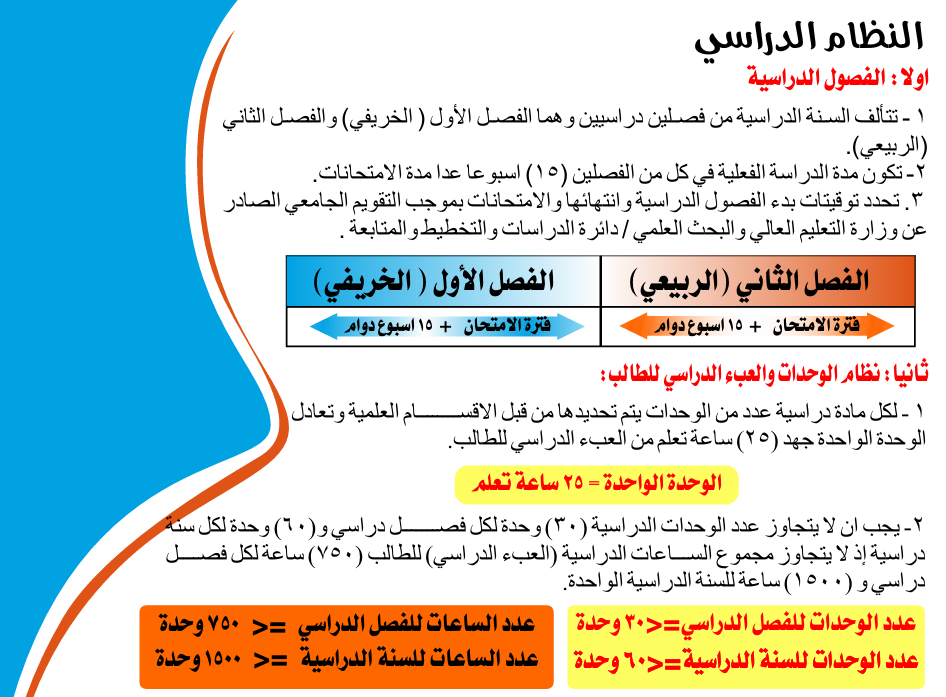 النظام الدراسي
اولا : الفصول الدراسية
١ - تتألف السنة الدراسية من فصلين دراسيين وهما الفصل الأول ( الخريفي) والفصل الثاني
(الربيعي).
٢- تكون مدة الدراسة الفعلية في كل من الفصلين (١٥) اسبوعا عدا مدة الامتحانات.
٣. تحدد توقيتات بدء الفصول الدراسية وانتهائها والامتحانات بموجب التقويم الجامعي الصادر
عن وزارة التعليم العالي والبحث العلمي / دائرة الدراسات والتخطيط والمتابعة .
الفصل الثاني (الربيعي)
الفصل الأول ( الخريفي)
فترة الامتحان + ١٥ اسبوع دوام
فترة الامتحان + ١٥ اسبوع دوام
ثانيا : نظام الوحدات والعبء الدراسي للطالب :
١ - لكل مادة دراسية عدد من الوحدات يتم تحديدها من قبل الاقســـــــام العلمية وتعادل
الوحدة الواحدة جهد (٢٥) ساعة تعلم من العبء الدراسي للطالب.
الوحدة الواحدة = ٢٥ ساعة تعلم
٢- يجب ان لا يتجاوز عدد الوحدات الدراسية (٣٠) وحدة لكل فصـــــل دراسي و(٦٠) وحدة لكل سنة
دراسية إذ لا يتجاوز مجموع الســـاعات الدراسية (العبء الدراسي) للطالب (٧٥٠) ساعة لكل فصـــــل
دراسي و (١٥٠٠) ساعة للسنة الدراسية الواحدة.
عدد الوحدات للفصل الدراسي=<٣٠ وحدة
عدد الوحدات للسنة الدراسية=<٦٠ وحدة
عدد الساعات للفصل الدراسي =< ٧٥٠ وحدة
عدد الساعات للسنة الدراسية =< ١٥٠٠ وحدة